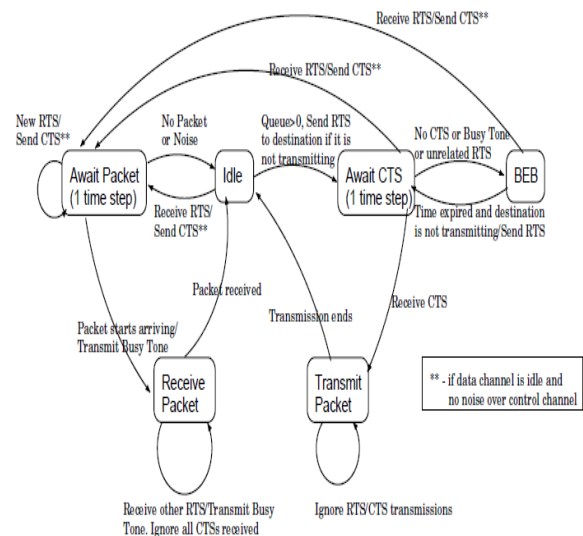 Receive RTS/Send CTS**
Receive RTS/Send CTS**
New RTS/
Send CTS**
No Packet
or Noise
Queue>0, Send RTS
to destination if it is
not transmitting
No CTS or Busy Tone
or unrelated RTS
Await Packet
(1 time step)
Idle
Await CTS
(1 time step)
BEB
Receive RTS/
Send CTS**
Time expired and destination
is not transmitting/Send RTS
Packet received
Receive CTS
Transmission ends
Packet starts arriving/
Transmit Busy Tone
Receive
Packet
Transmit
Packet
** - if data channel is idle and
no noise over control channel
Receive other RTS/Transmit Busy
Tone. Ignore all CTSs received
Ignore RTS/CTS transmissions